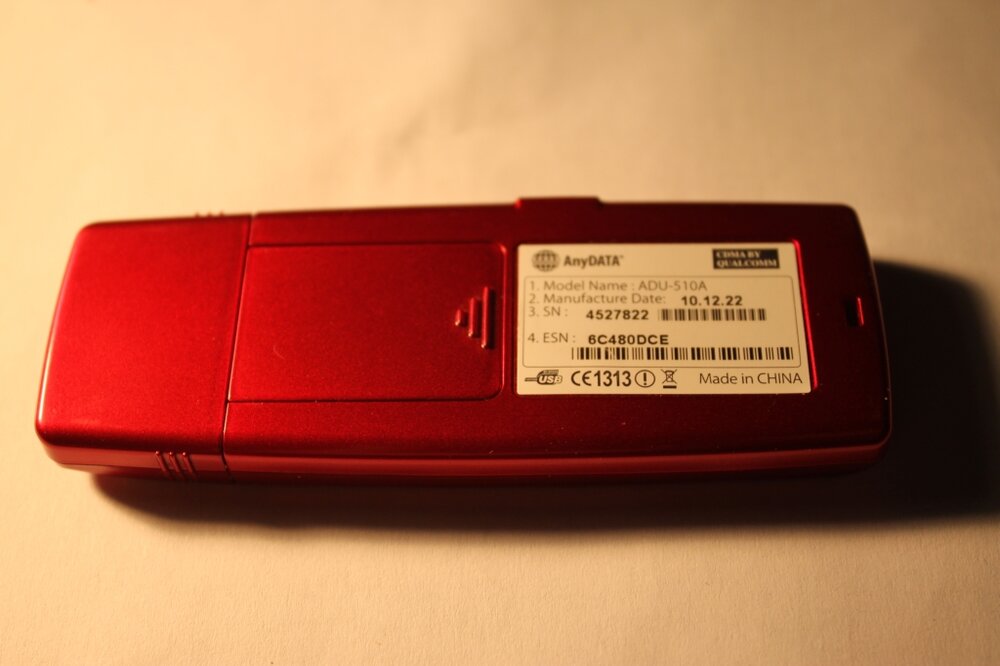 AnyDATA™
CDMA BY
QUALCOMM
1. Model Name : ADU-510A
2. Manufacture Date: 10.12.22
3. SN : 4527822
4. ESN : 6C480DCE
USB CE1313 Made in CHINA